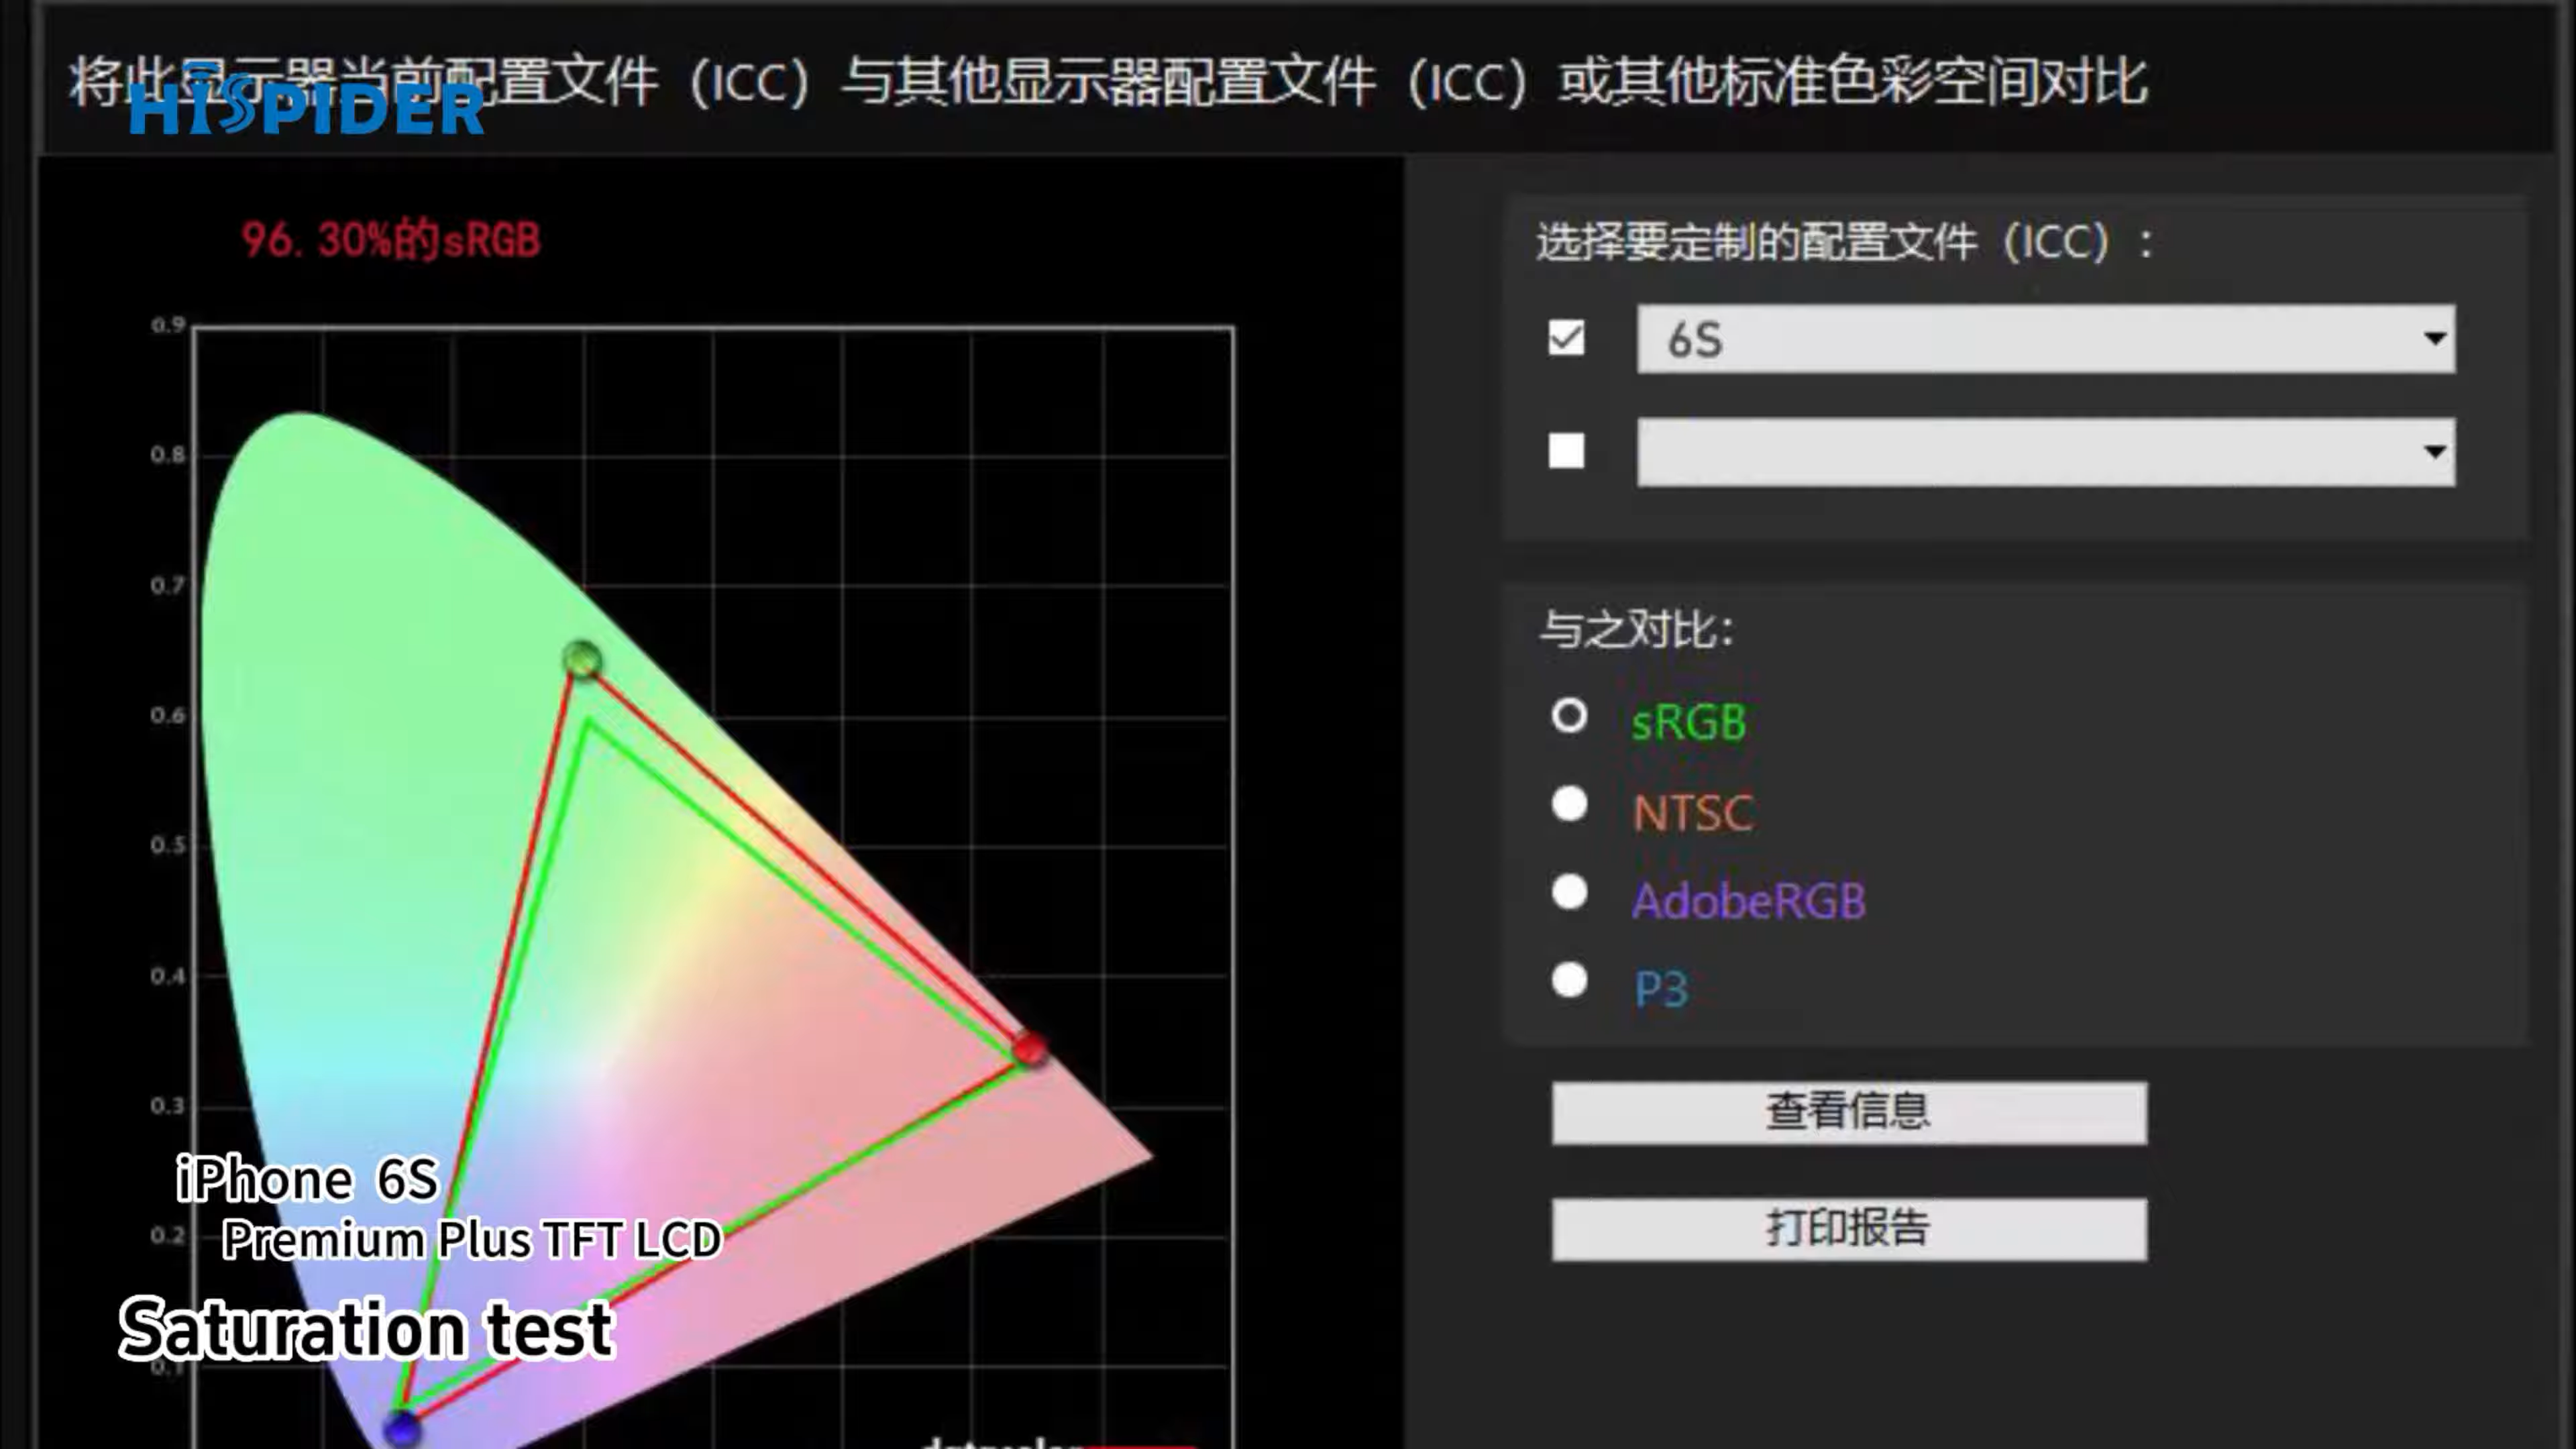 将此显示器当前配置文件（ICC）与其他显示器配置文件（ICC）或其他标准色彩空间对比
HiSPIDER
96.30%的sRGB
选择要定制的配置文件（ICC）：
6S
与之对比：
sRGB
NTSC
AdobeRGB
P3
查看信息
打印报告
0.9
0.8
0.7
0.6
0.5
0.4
0.3
0.2
0.1
iPhone 6S
Premium Plus TFT LCD
Saturation test